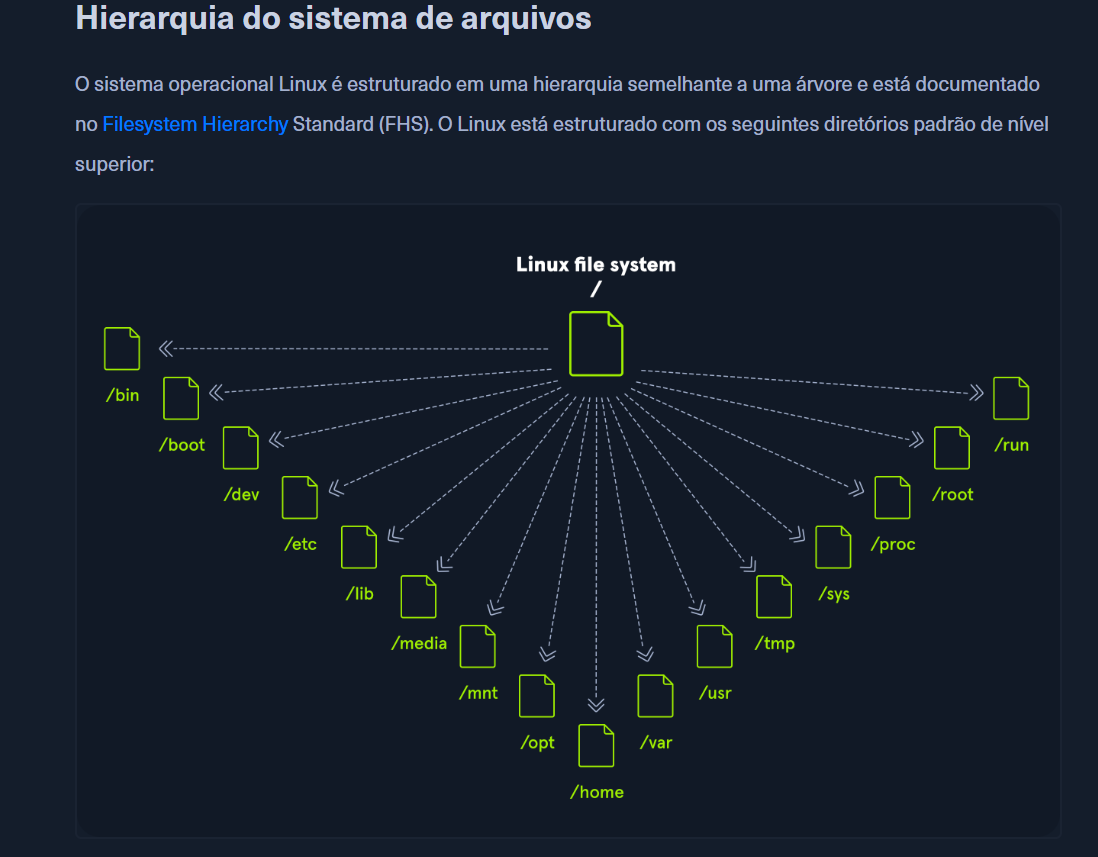 Hierarquia do sistema de arquivos
O sistema operacional Linux é estruturado em uma hierarquia semelhante a uma árvore e está documentado
no Filesystem Hierarchy Standard (FHS). O Linux está estruturado com os seguintes diretórios padrão de nível
superior:
Linux file system
/
/bin
/boot
/dev
/etc
/lib
/media
/mnt
/opt
/home
/var
/usr
/tmp
/sys
/proc
/root
/run